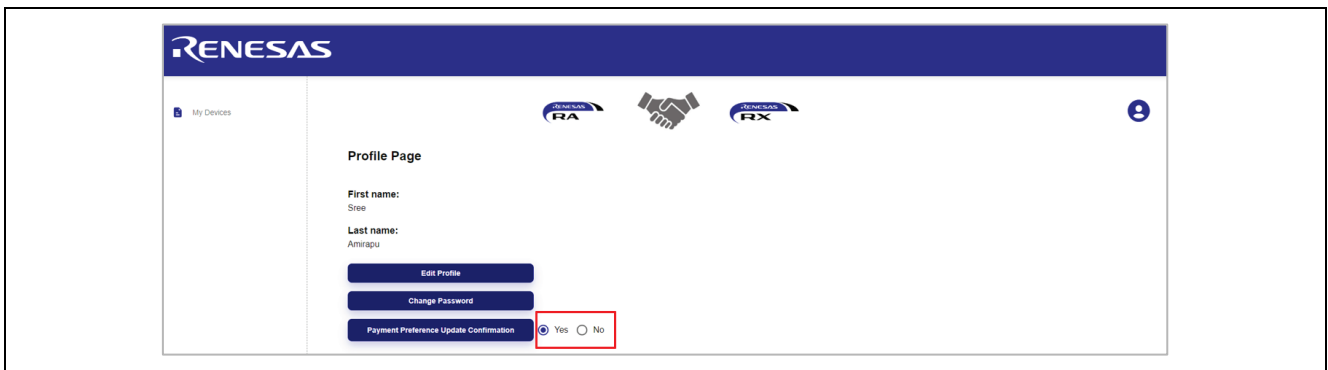 RENESAS
My Devices
RENESAS
RA
RENESAS
RX
Profile Page
First name:
Sree
Last name:
Amirapu
Edit Profile
Change Password
Payment Preference Update Confirmation Yes No